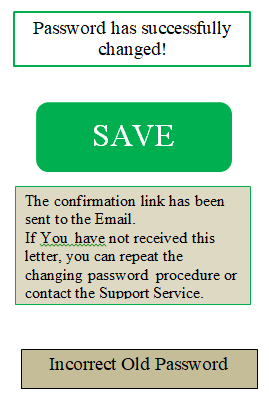 Password has successfully
changed!
SAVE
The confirmation link has been
sent to the Email.
If You have not received this
letter, you can repeat the
changing password procedure or
contact the Support Service.
Incorrect Old Password